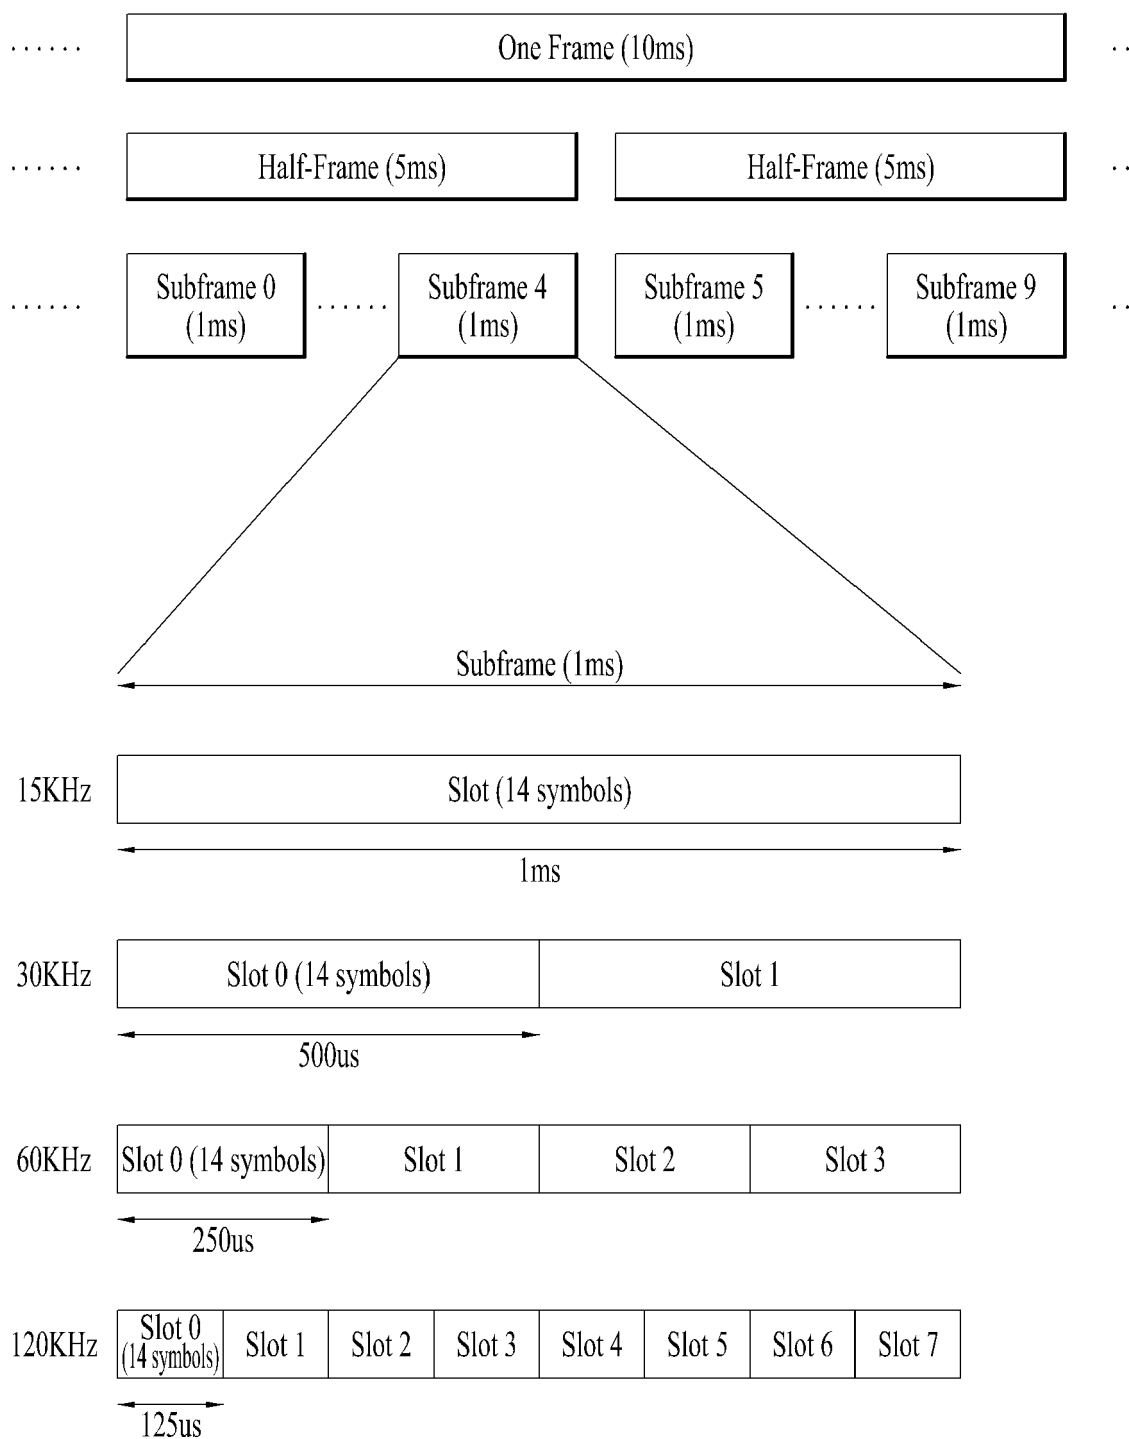 ...... One Frame (10ms) ..
...... Half-Frame (5ms) Half-Frame (5ms) ..
Subframe 0 Subframe 4 Subframe 5 Subframe 9
...... (1ms) ...... (1ms) (1ms) ...... (1ms) ..
Subframe (1ms)
15KHz Slot (14 symbols)
1ms
30KHz Slot 0 (14 symbols) Slot 1
500us
60KHz Slot 0 (14 symbols) Slot 1 Slot 2 Slot 3
250us
120KHz Slot 0 (14 symbols) Slot 1 Slot 2 Slot 3 Slot 4 Slot 5 Slot 6 Slot 7
125us